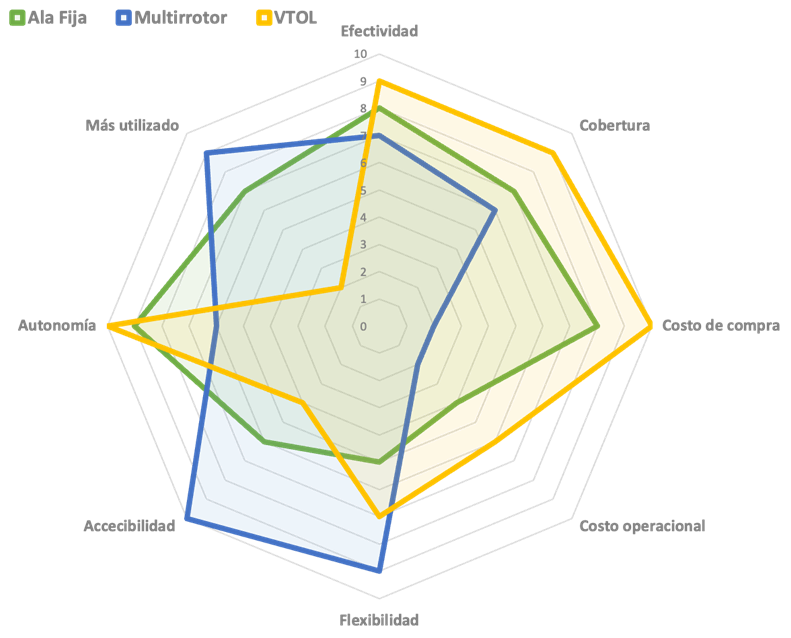 Ala Fija Multirrotor VTOL
Efectividad
10
9
8
7
6
5
4
3
2
1
0
Cobertura
Costo de compra
Costo operacional
Flexibilidad
Accecibilidad
Autonomía
Más utilizado